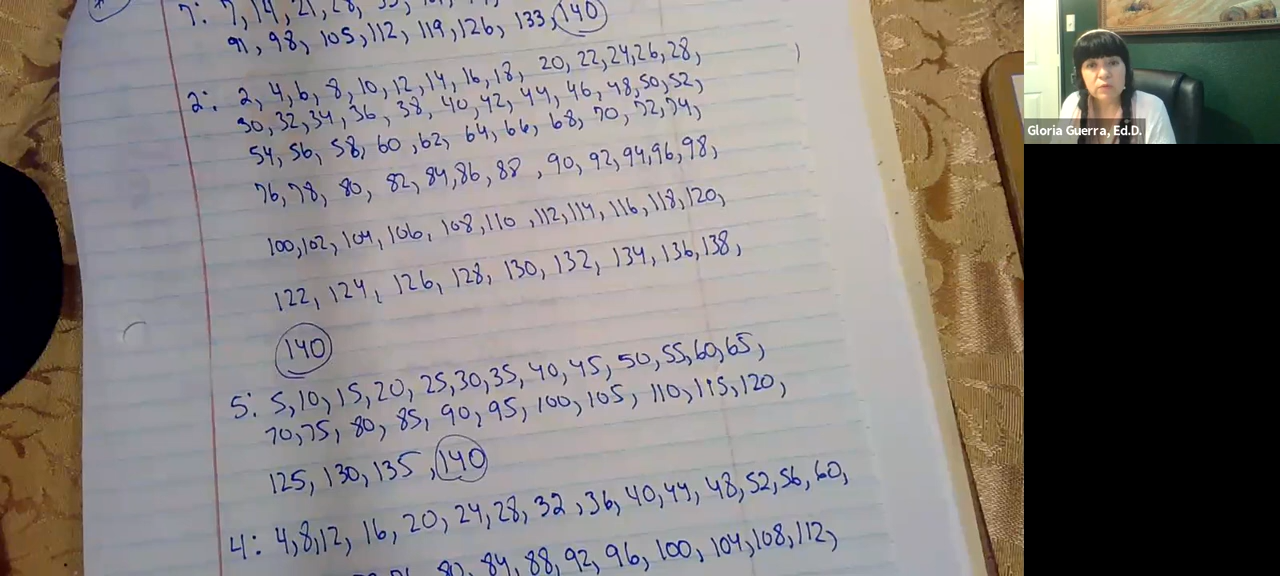 7: 7, 14, 21, 28,
91, 98, 105, 112, 119, 126, 133, 140
2: 2, 4, 6, 8, 10, 12, 14, 16, 18, 20, 22, 24, 26, 28,
30, 32, 34, 36, 38, 40, 42, 44, 46, 48, 50, 52,
54, 56, 58, 60, 62, 64, 66, 68, 70, 72, 74,
76, 78, 80, 82, 84, 86, 88, 90, 92, 94, 96, 98,
100, 102, 104, 106, 108, 110, 112, 114, 116, 118, 120,
122, 124, 126, 128, 130, 132, 134, 136, 138,
140
5: 5, 10, 15, 20, 25, 30, 35, 40, 45, 50, 55, 60, 65,
70, 75, 80, 85, 90, 95, 100, 105, 110, 115, 120,
125, 130, 135, 140
4: 4, 8, 12, 16, 20, 24, 28, 32, 36, 40, 44, 48, 52, 56, 60,
80, 84, 88, 92, 96, 100, 104, 108, 112,
Gloria Guerra, Ed.D.